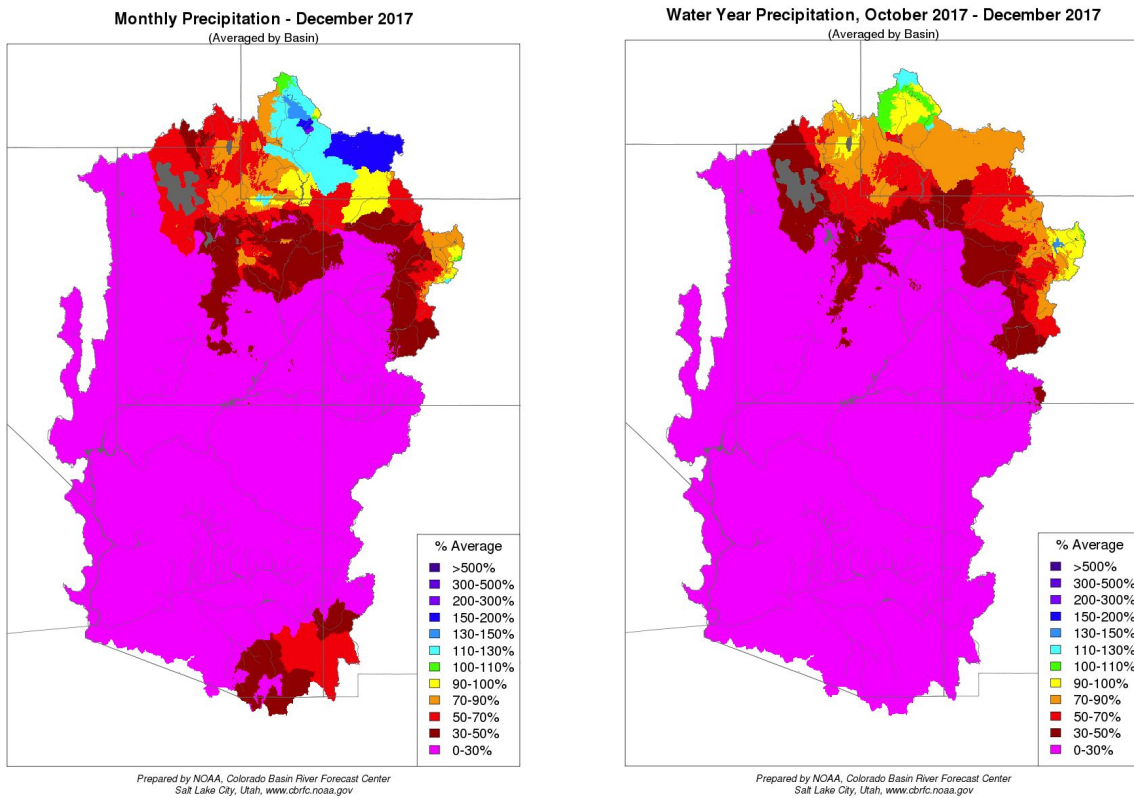 Monthly Precipitation - December 2017
(Averaged by Basin)
% Average
>500%
300-500%
200-300%
150-200%
130-150%
110-130%
100-110%
90-100%
70-90%
50-70%
30-50%
0-30%
Prepared by NOAA, Colorado Basin River Forecast Center
Salt Lake City, Utah, www.cbrfc.noaa.gov
Water Year Precipitation, October 2017 - December 2017
(Averaged by Basin)
% Average
>500%
300-500%
200-300%
150-200%
130-150%
110-130%
100-110%
90-100%
70-90%
50-70%
30-50%
0-30%
Prepared by NOAA, Colorado Basin River Forecast Center
Salt Lake City, Utah, www.cbrfc.noaa.gov